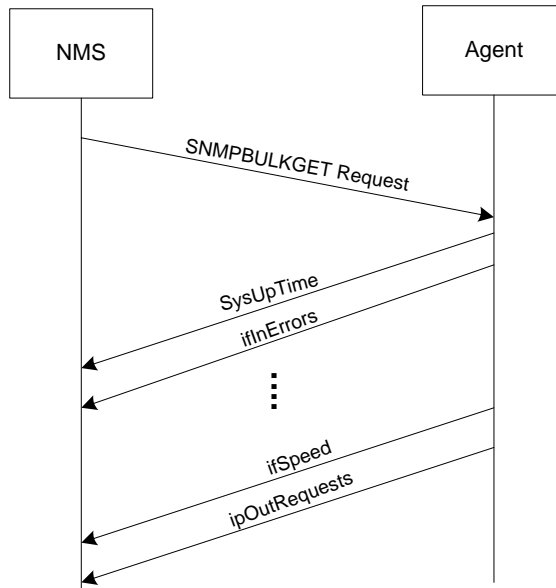 NMS
Agent
SNMPBULKGET Request
SysUpTime
ifInErrors
ifSpeed
ipOutRequests